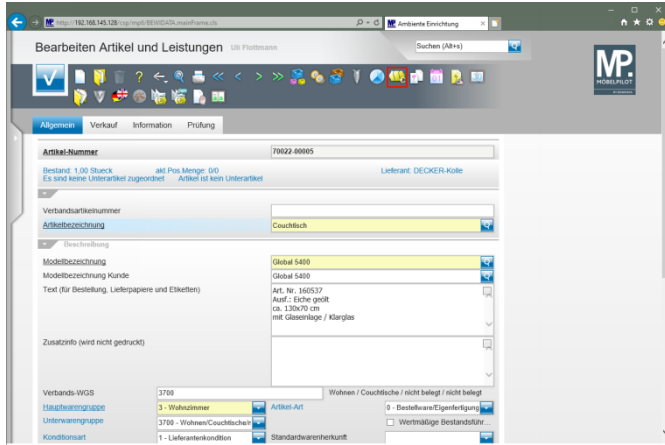 http://192.168.145.128/csp/mpli/BEWIDATA.mainFrame.cls
MP Ambiente Einrichtung
Bearbeiten Artikel und Leistungen Ulli Flottmann
Suchen (Alt+s)
MP.
MÖBELPILOT
Allgemein Verkauf Information Prüfung
Artikel-Nummer 70022-00005
Bestand: 1,00 Stueck akt.Pos.Menge: 0/0 Lieferant: DECKER-Kolle
Es sind keine Unterartikel zugeordnet Artikel ist kein Unterartikel
Verbandsartikelnummer
Artikelbezeichnung Couchtisch
Beschreibung
Modellbezeichnung Global 5400
Modellbezeichnung Kunde Global 5400
Text (für Bestellung, Lieferpapiere und Etiketten) Art. Nr. 160537
Ausf.: Eiche geölt
ca. 130x70 cm
mit Glaseinlage / Klarglas
Zusatzinfo (wird nicht gedruckt)
Verbands-WGS 3700 Wohnen / Couchtische / nicht belegt / nicht belegt
Hauptwarengruppe 3 - Wohnzimmer Artikel-Art 0 - Bestellware/Eigenfertigung
Unterwarengruppe 3700 - Wohnen/Couchtische/n Wertmäßige Bestandsführ...
Konditionsart 1 - Lieferantenkondition Standardwarenherkunft